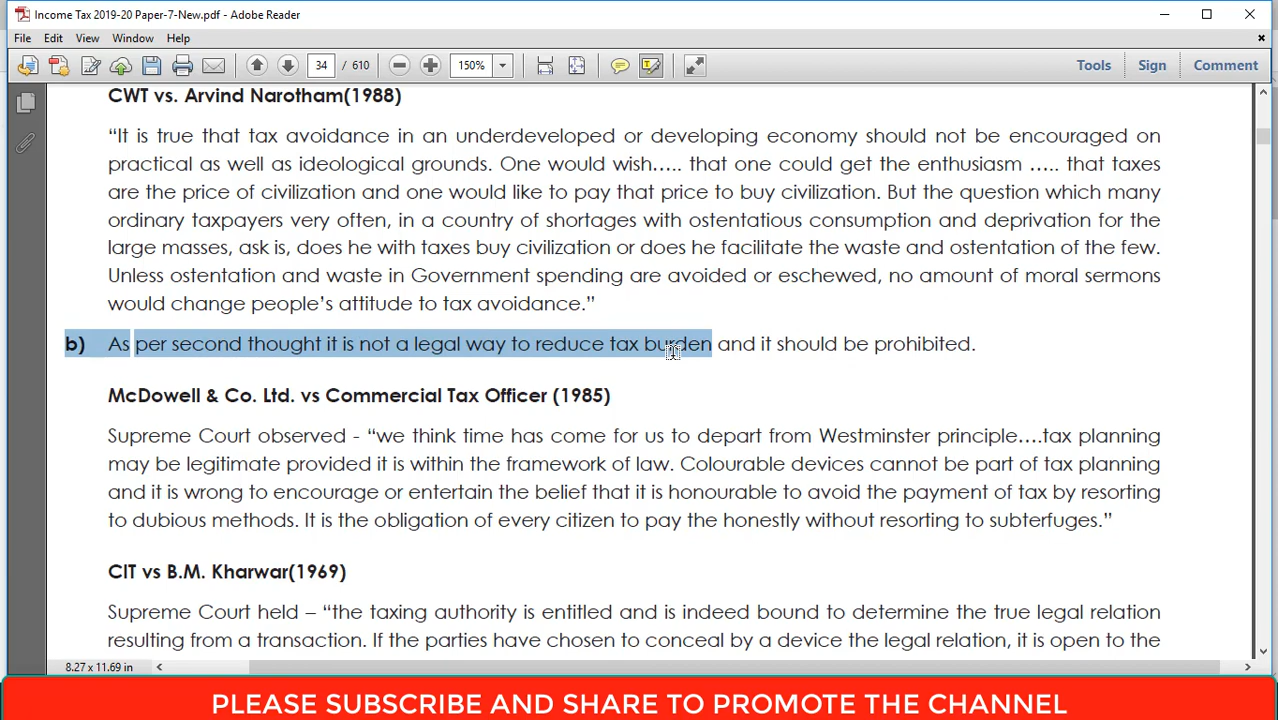 Income Tax 2019-20 Paper-7-New.pdf - Adobe Reader
File Edit View Window Help
34 / 610 150% Tools Sign Comment
CWT vs. Arvind Narotham(1988)
“It is true that tax avoidance in an underdeveloped or developing economy should not be encouraged on
practical as well as ideological grounds. One would wish….. that one could get the enthusiasm ….. that taxes
are the price of civilization and one would like to pay that price to buy civilization. But the question which many
ordinary taxpayers very often, in a country of shortages with ostentatious consumption and deprivation for the
large masses, ask is, does he with taxes buy civilization or does he facilitate the waste and ostentation of the few.
Unless ostentation and waste in Government spending are avoided or eschewed, no amount of moral sermons
would change people’s attitude to tax avoidance.”
b) As per second thought it is not a legal way to reduce tax burden and it should be prohibited.
McDowell & Co. Ltd. vs Commercial Tax Officer (1985)
Supreme Court observed - “we think time has come for us to depart from Westminster principle….tax planning
may be legitimate provided it is within the framework of law. Colourable devices cannot be part of tax planning
and it is wrong to encourage or entertain the belief that it is honourable to avoid the payment of tax by resorting
to dubious methods. It is the obligation of every citizen to pay the honestly without resorting to subterfuges.”
CIT vs B.M. Kharwar(1969)
Supreme Court held – “the taxing authority is entitled and is indeed bound to determine the true legal relation
resulting from a transaction. If the parties have chosen to conceal by a device the legal relation, it is open to the
8.27 x 11.69 in
PLEASE SUBSCRIBE AND SHARE TO PROMOTE THE CHANNEL